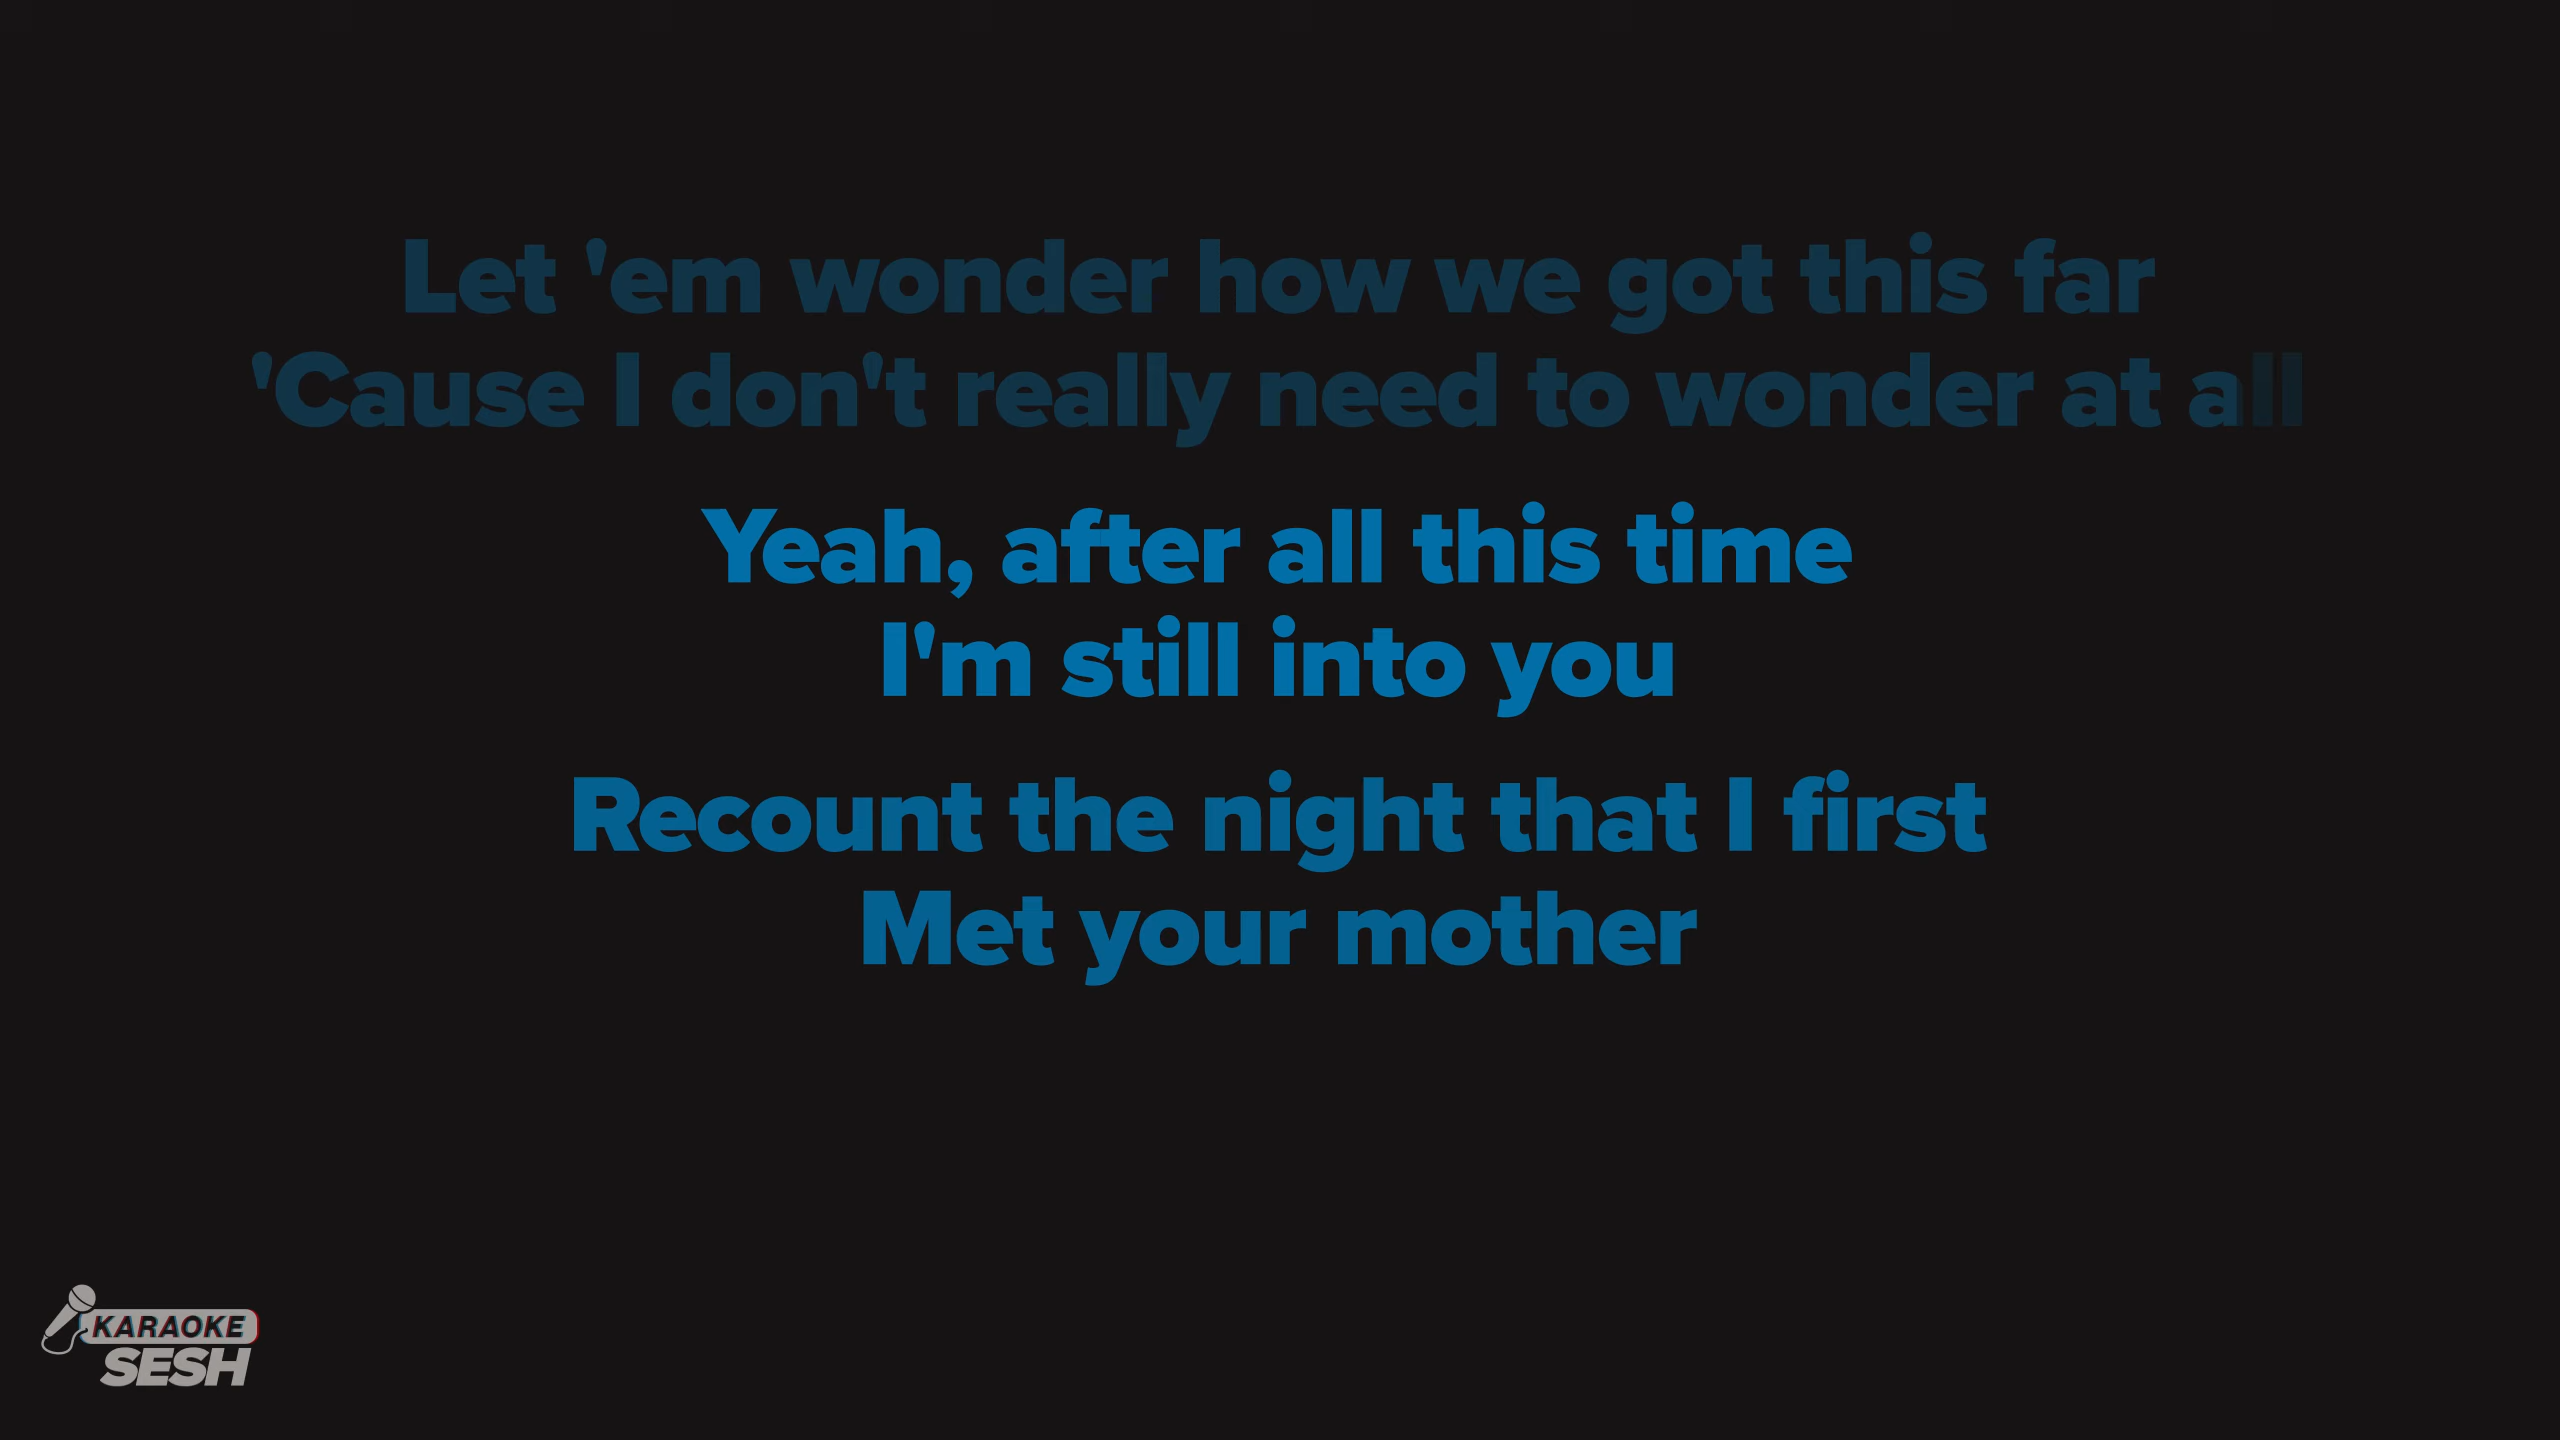 Let 'em wonder how we got this far
'Cause I don't really need to wonder at all
Yeah, after all this time
I'm still into you
Recount the night that I first
Met your mother
KARAOKE
SESH